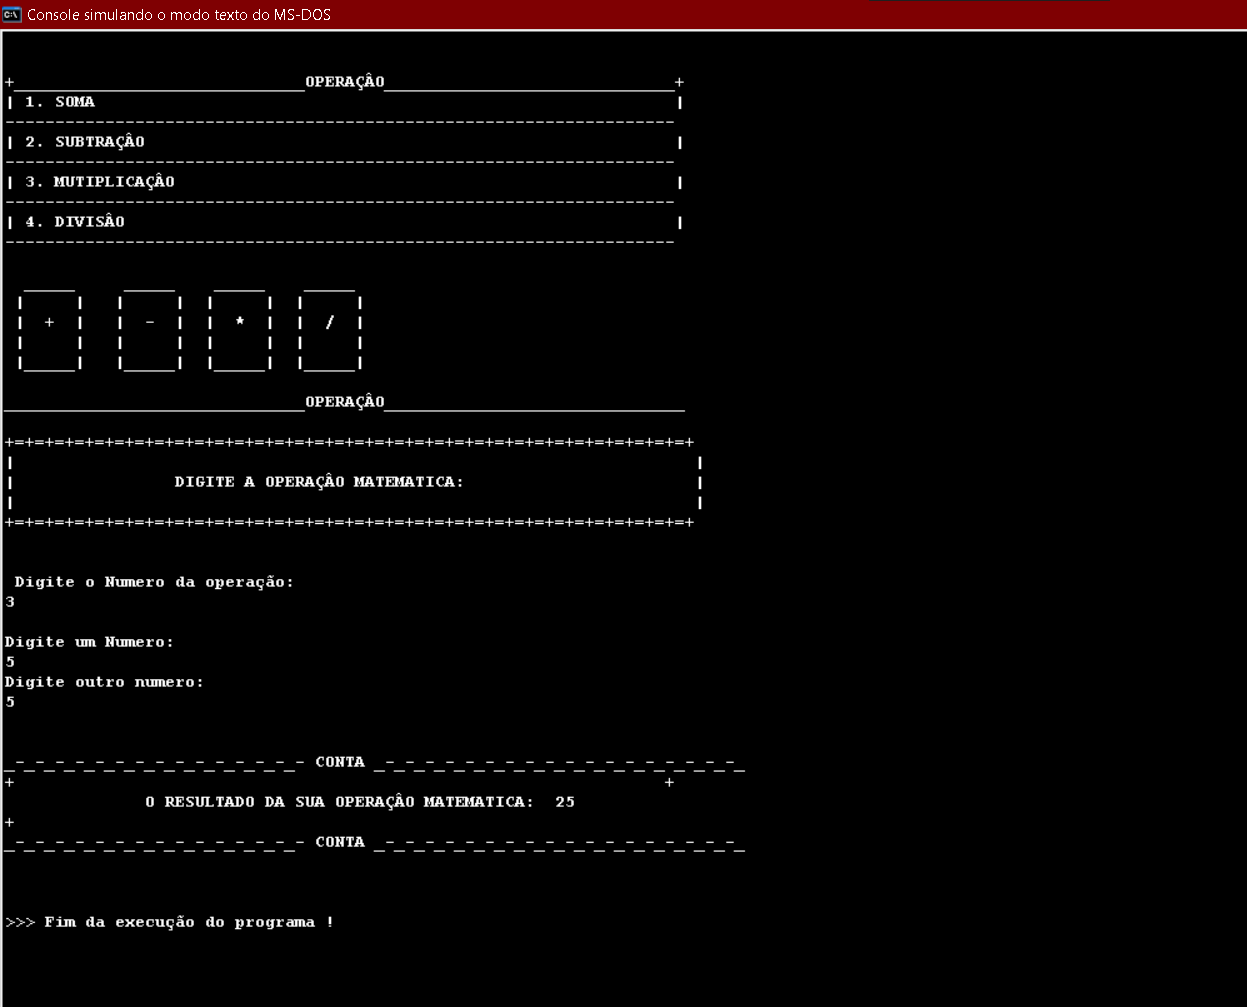 Console simulando o modo texto do MS-DOS
+_____________________________OPERAÇÂO_____________________________+
| 1. SOMA                                                          |
-------------------------------------------------------------------
| 2. SUBTRAÇÂO                                                     |
-------------------------------------------------------------------
| 3. MUTIPLICAÇÂO                                                  |
-------------------------------------------------------------------
| 4. DIVISÂO                                                       |
-------------------------------------------------------------------
+ - * /
______________________________OPERAÇÂO______________________________
+=+=+=+=+=+=+=+=+=+=+=+=+=+=+=+=+=+=+=+=+=+=+=+=+=+=+=+=+=+=+=+=+=+=+
| DIGITE A OPERAÇÂO MATEMATICA: |
+=+=+=+=+=+=+=+=+=+=+=+=+=+=+=+=+=+=+=+=+=+=+=+=+=+=+=+=+=+=+=+=+=+=+
Digite o Numero da operação:
3
Digite um Numero:
5
Digite outro numero:
5
_-_-_-_-_-_-_-_-_-_-_-_-_-_-_- CONTA _-_-_-_-_-_-_-_-_-_-_-_-_-_-_-_-_-_-_
+ +
O RESULTADO DA SUA OPERAÇÂO MATEMATICA:  25
+
_-_-_-_-_-_-_-_-_-_-_-_-_-_-_- CONTA _-_-_-_-_-_-_-_-_-_-_-_-_-_-_-_-_-_-_
>>> Fim da execução do programa !